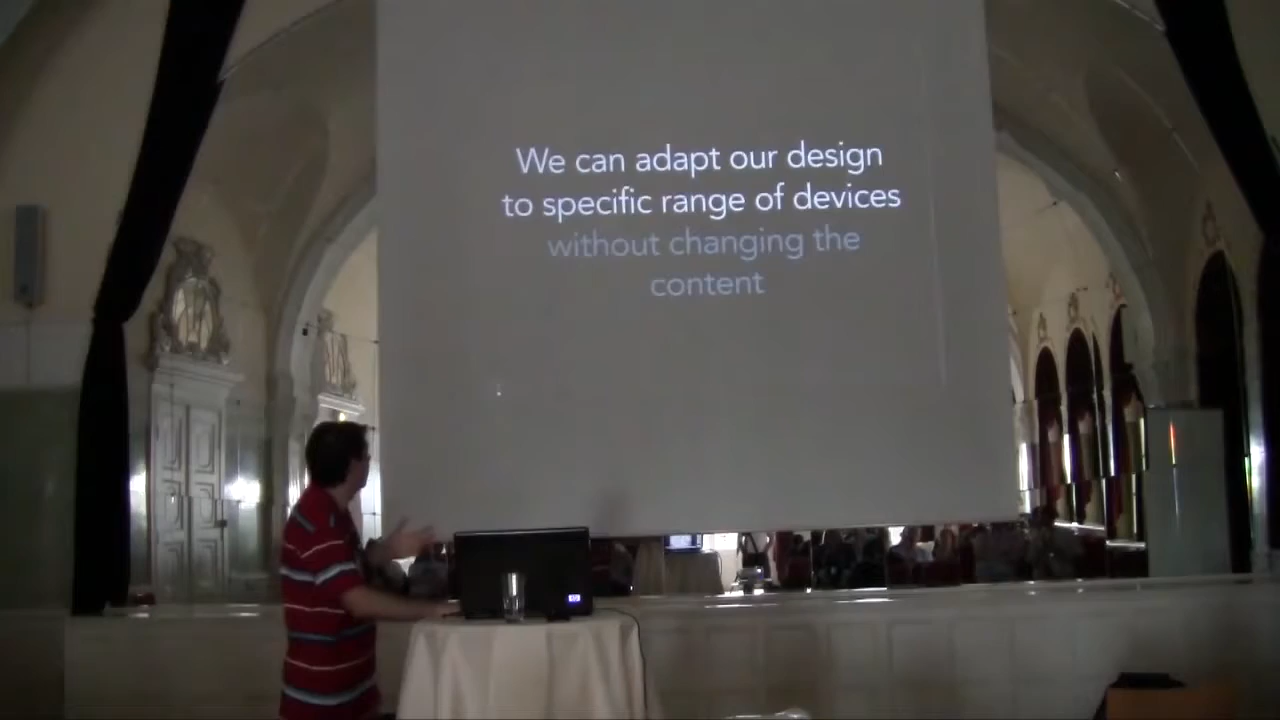 We can adapt our design
to specific range of devices
without changing the
content